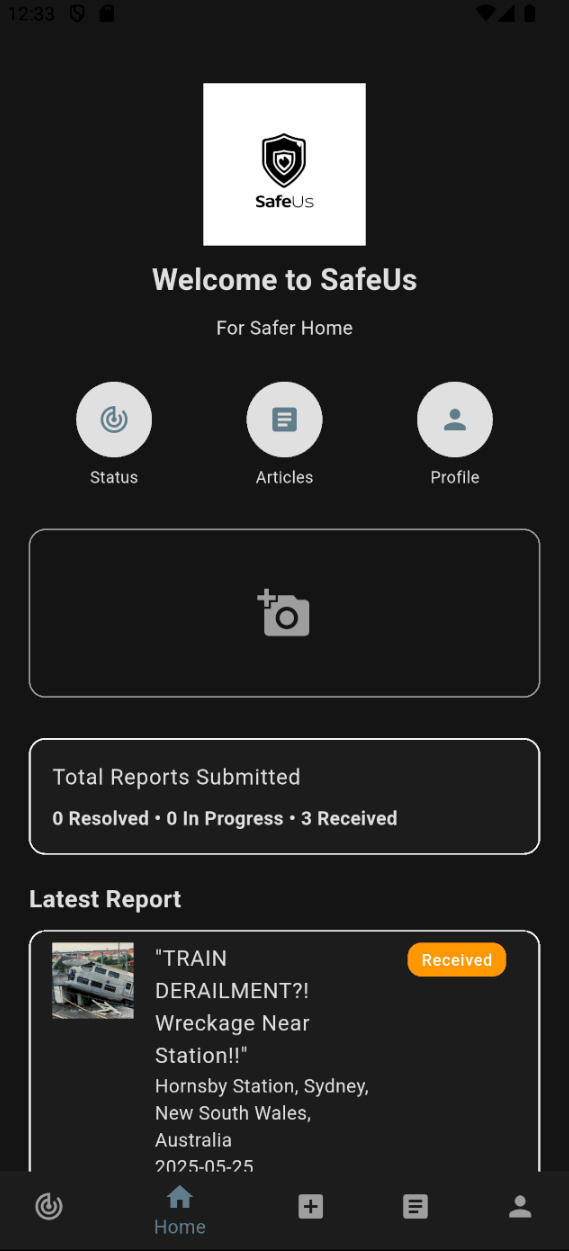 12:33
SafeUs
Welcome to SafeUs
For Safer Home
Status
Articles
Profile
Total Reports Submitted
0 Resolved • 0 In Progress • 3 Received
Latest Report
"TRAIN
DERAILMENT?!
Wreckage Near
Station!!"
Received
Hornsby Station, Sydney,
New South Wales,
Australia
2025-05-25
Home